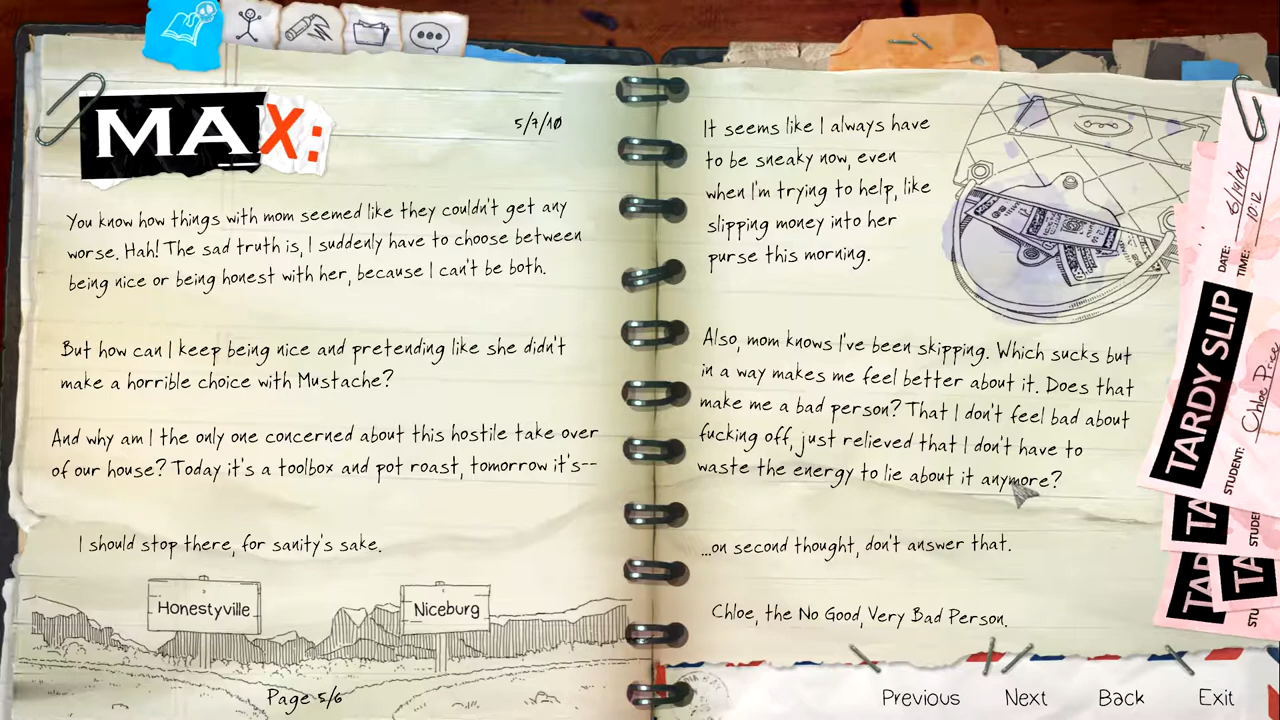 MAX:
5/7/10
You know how things with mom seemed like they couldn't get any
worse. Hah! The sad truth is, I suddenly have to choose between
being nice or being honest with her, because I can't be both.
But how can I keep being nice and pretending like she didn't
make a horrible choice with Mustache?
And why am I the only one concerned about this hostile take over
of our house? Today it's a toolbox and pot roast, tomorrow it's--
I should stop there, for sanity's sake.
Honestyville
Niceburg
Page 5/6
It seems like I always have
to be sneaky now, even
when I'm trying to help, like
slipping money into her
purse this morning.
Also, mom knows I've been skipping. Which sucks but
in a way makes me feel better about it. Does that
make me a bad person? That I don't feel bad about
fucking off, just relieved that I don't have to
waste the energy to lie about it anymore?
...on second thought, don't answer that.
Chloe, the No Good, Very Bad Person.
TARDY SLIP
DATE:
TIME: 10:12
STUDENT: Chloe Price
TA
STUDE
TA
TA
STU
Previous
Next
Back
Exit